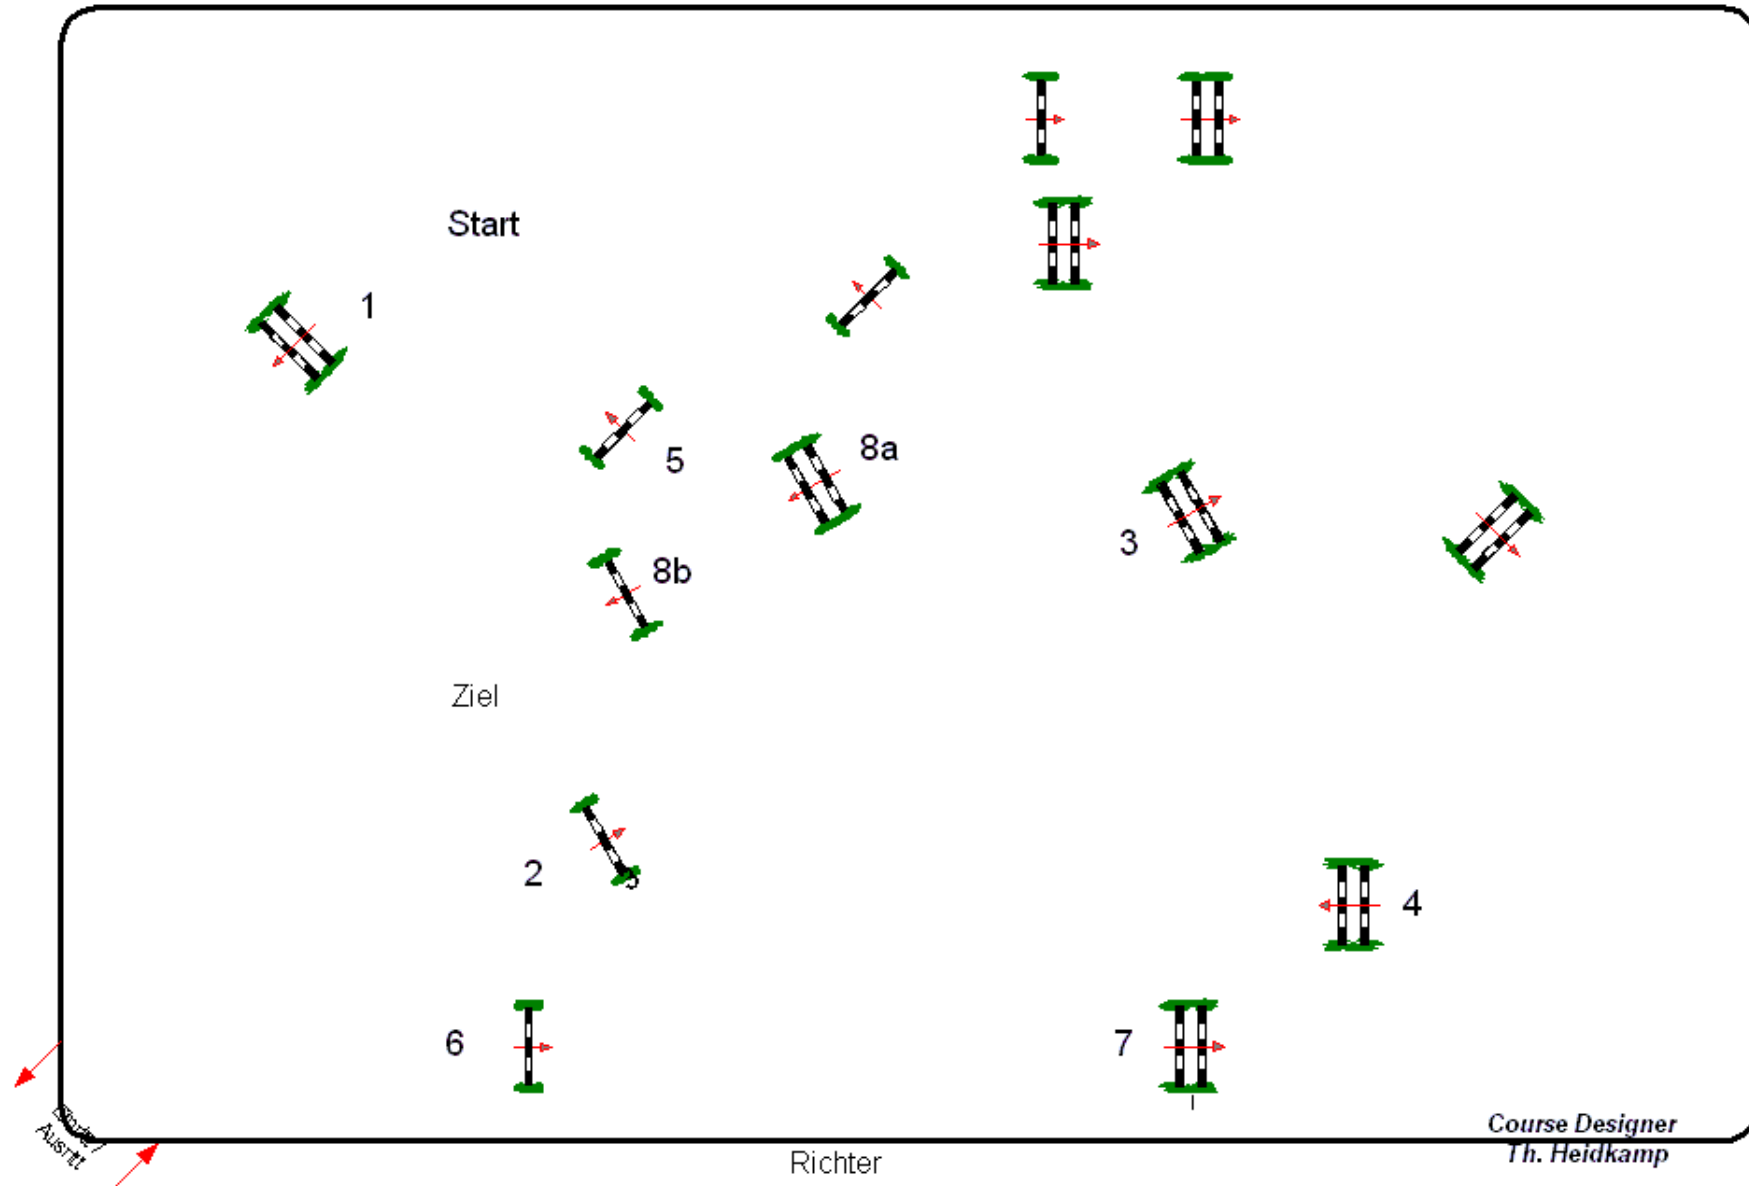 Start
1
5
8a
3
8b
Ziel
2
4
6
7
Ausritt
Course Designer
Th. Heidkamp
Richter